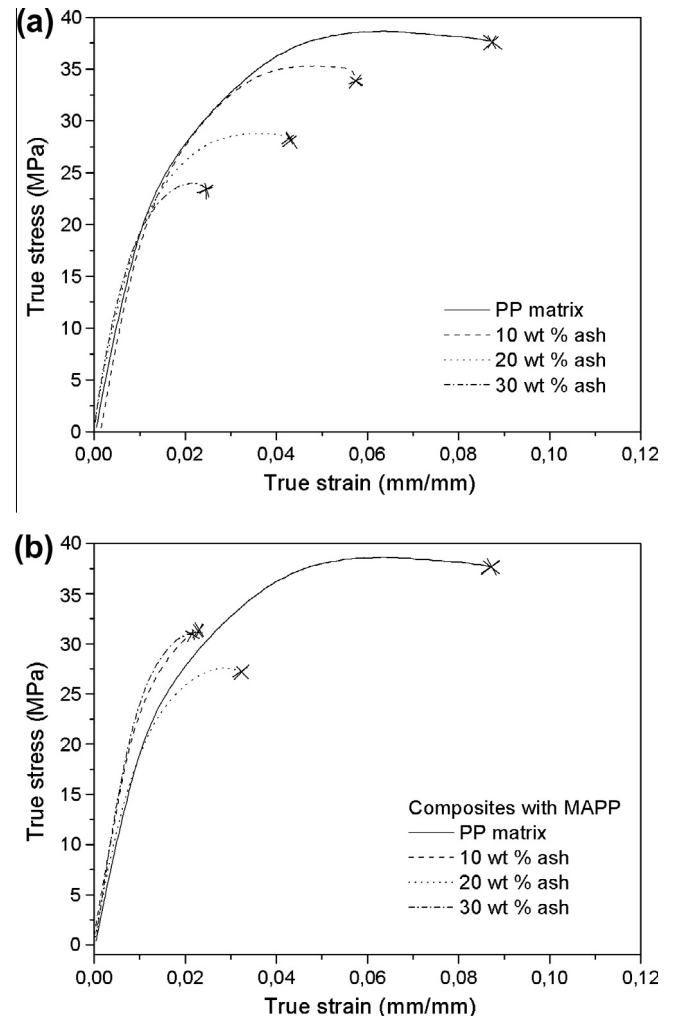 (a)
40
35
30
25
20
15
10
5
0
True stress (MPa)
PP matrix
10 wt % ash
20 wt % ash
30 wt % ash
0,00 0,02 0,04 0,06 0,08 0,10 0,12
True strain (mm/mm)
(b)
40
35
30
25
20
15
10
5
0
True stress (MPa)
Composites with MAPP
PP matrix
10 wt % ash
20 wt % ash
30 wt % ash
0,00 0,02 0,04 0,06 0,08 0,10 0,12
True strain (mm/mm)